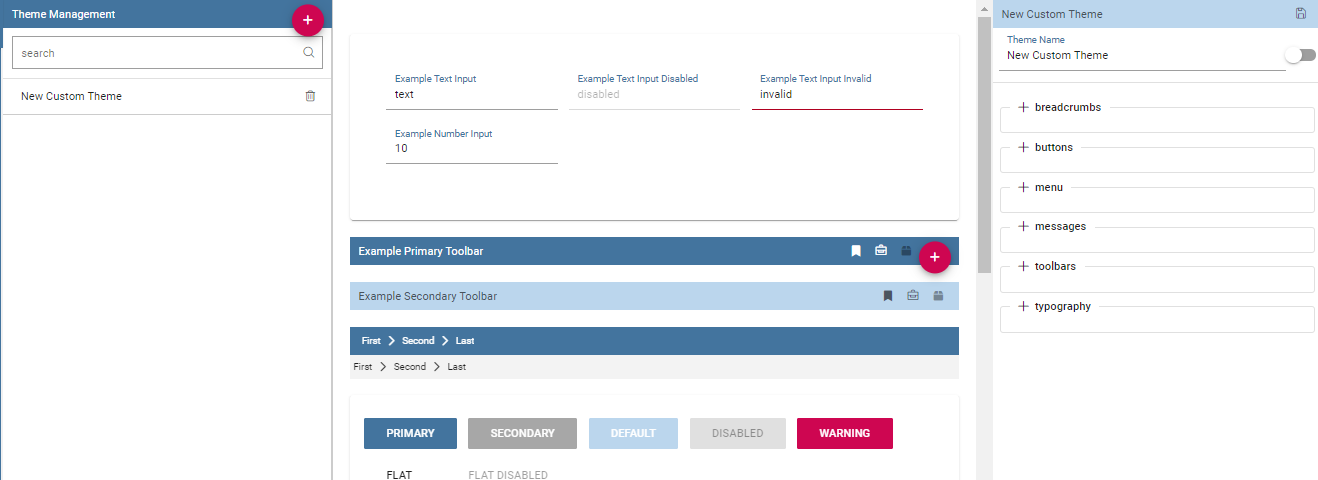 Theme Management
search
New Custom Theme
Example Text Input
text
Example Text Input Disabled
disabled
Example Text Input Invalid
invalid
Example Number Input
10
Example Primary Toolbar
Example Secondary Toolbar
First Second Last
First Second Last
PRIMARY SECONDARY DEFAULT DISABLED WARNING
FLAT FLAT DISABLED
New Custom Theme
Theme Name
New Custom Theme
breadcrumbs
buttons
menu
messages
toolbars
typography